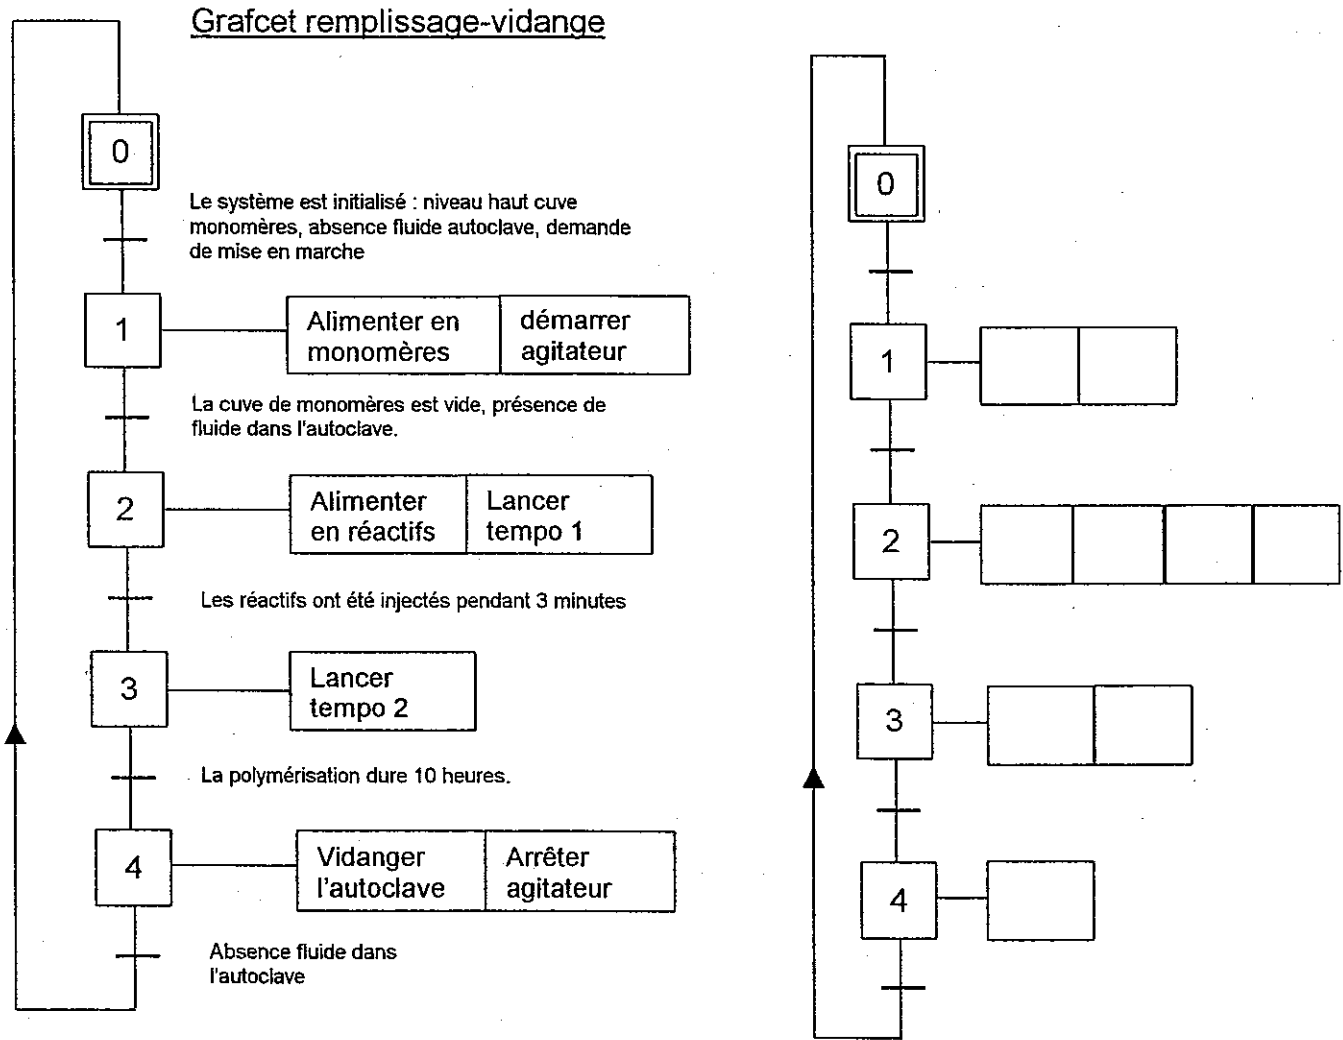 Grafcet remplissage-vidange
0
Le système est initialisé : niveau haut cuve
monomères, absence fluide autoclave, demande
de mise en marche
1
Alimenter en
monomères
démarrer
agitateur
La cuve de monomères est vide, présence de
fluide dans l'autoclave.
2
Alimenter
en réactifs
Lancer
tempo 1
Les réactifs ont été injectés pendant 3 minutes
3
Lancer
tempo 2
La polymérisation dure 10 heures.
4
Vidanger
l'autoclave
Arrêter
agitateur
Absence fluide dans
l'autoclave
0
1
2
3
4